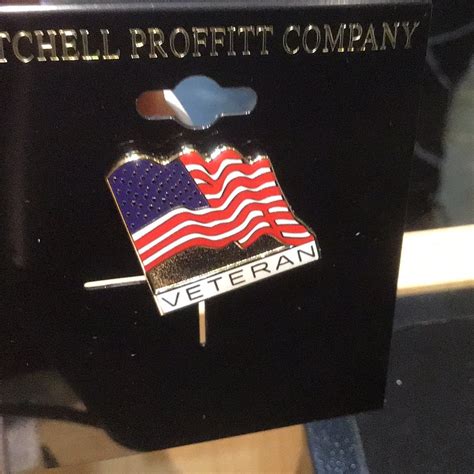 TCHELL PROFFITT COMPANY
VETERAN